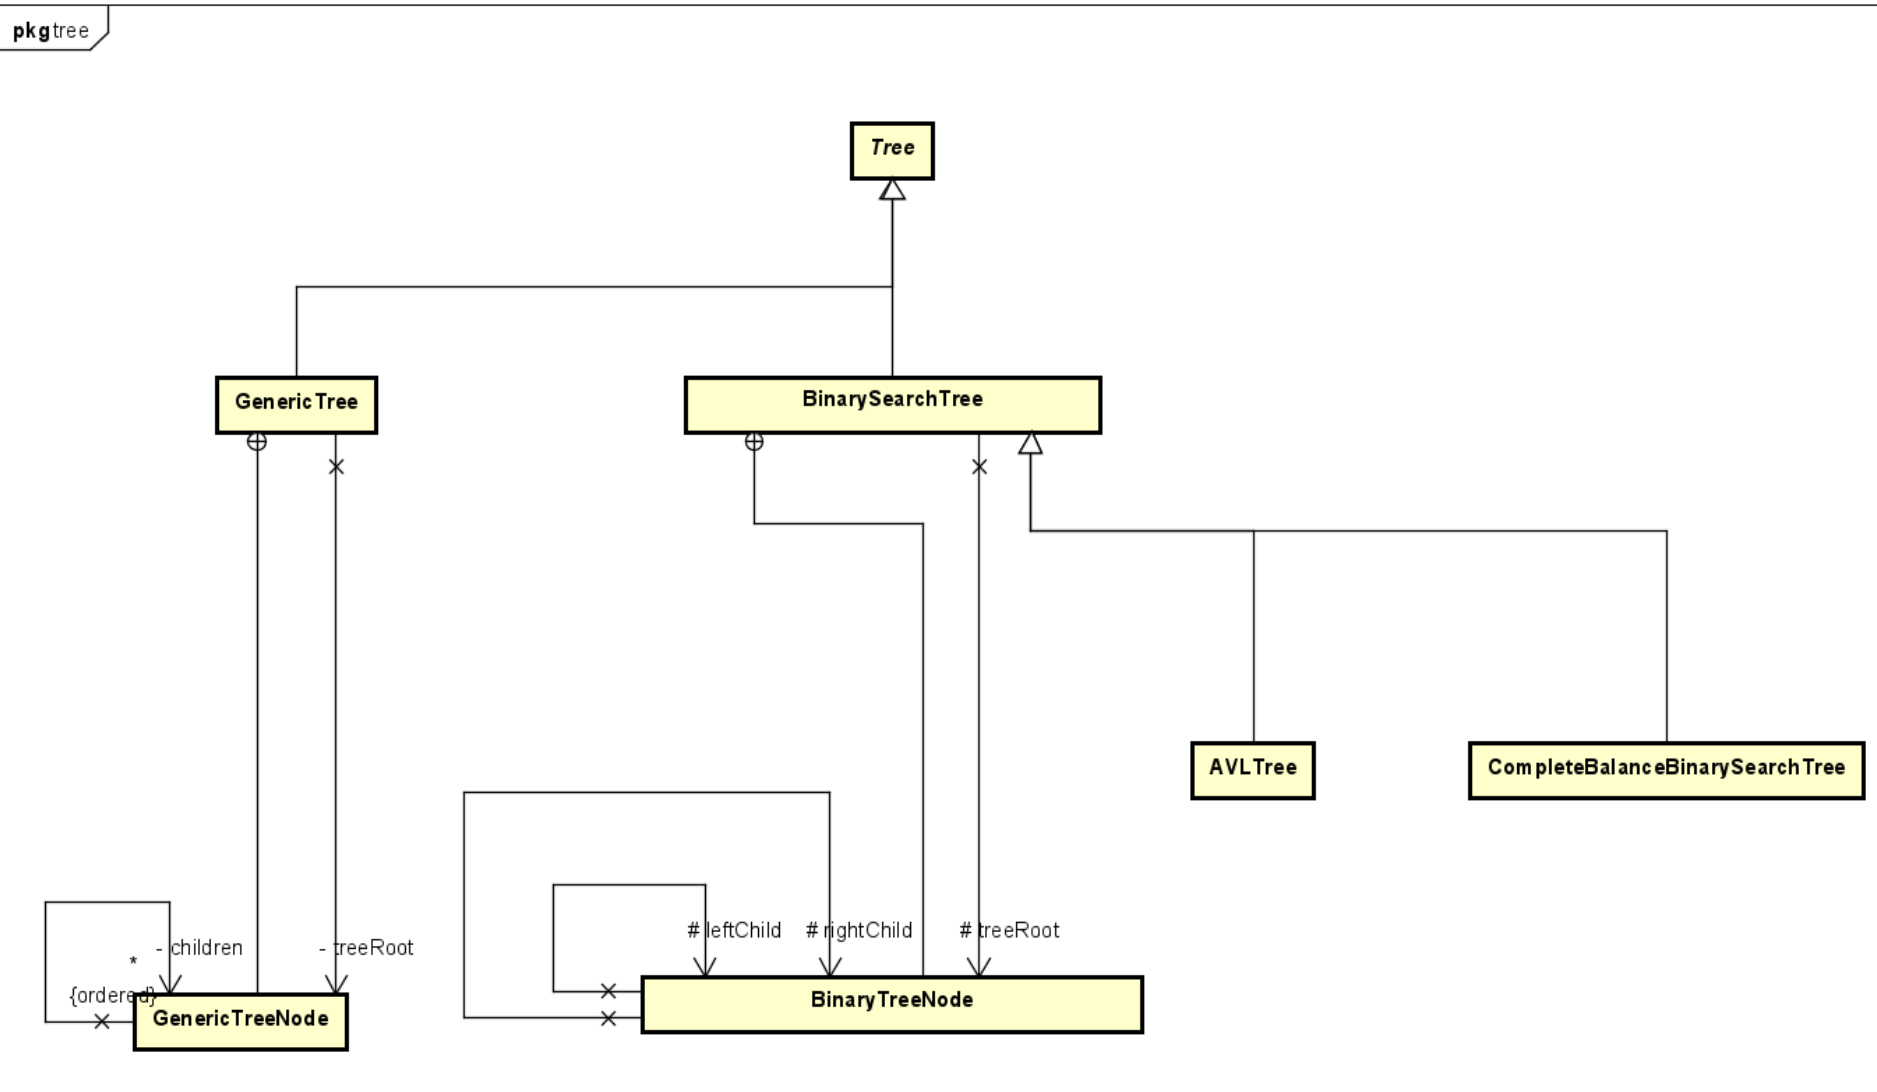 pkg tree
Tree
GenericTree
BinarySearchTree
AVLTree
CompleteBalanceBinarySearchTree
# leftChild
# rightChild
# treeRoot
- children
- treeRoot
*
{ordered}
BinaryTreeNode
GenericTreeNode